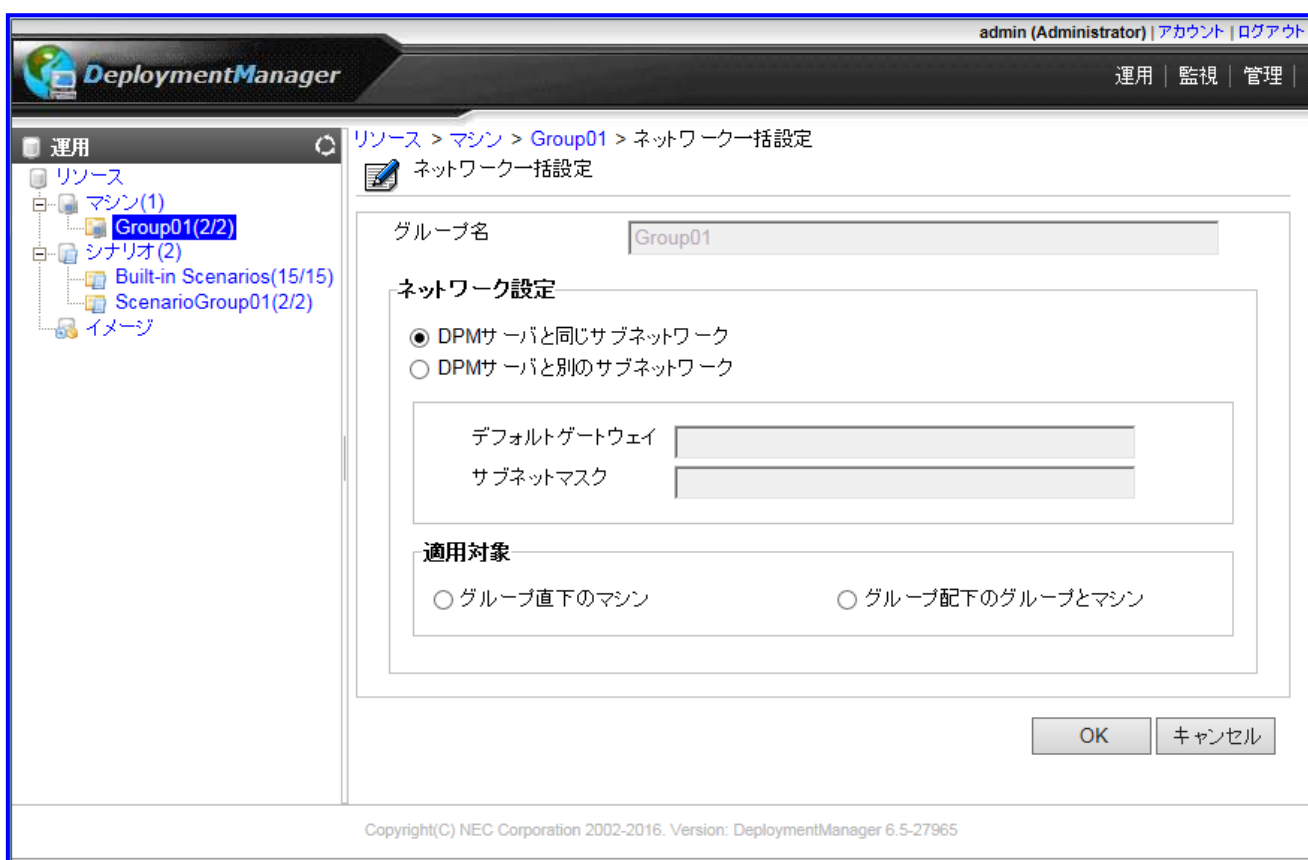 admin (Administrator) | アカウント | ログアウト
DeploymentManager
運用 | 監視 | 管理 |
運用
リソース
マシン(1)
Group01(2/2)
シナリオ(2)
Built-in Scenarios(15/15)
ScenarioGroup01(2/2)
イメージ
リソース > マシン > Group01 > ネットワーク一括設定
ネットワーク一括設定
グループ名 Group01
ネットワーク設定
DPMサーバと同じサブネットワーク
DPMサーバと別のサブネットワーク
デフォルトゲートウェイ
サブネットマスク
適用対象
グループ直下のマシン グループ配下のグループとマシン
OK キャンセル
Copyright(C) NEC Corporation 2002-2016. Version: DeploymentManager 6.5-27965